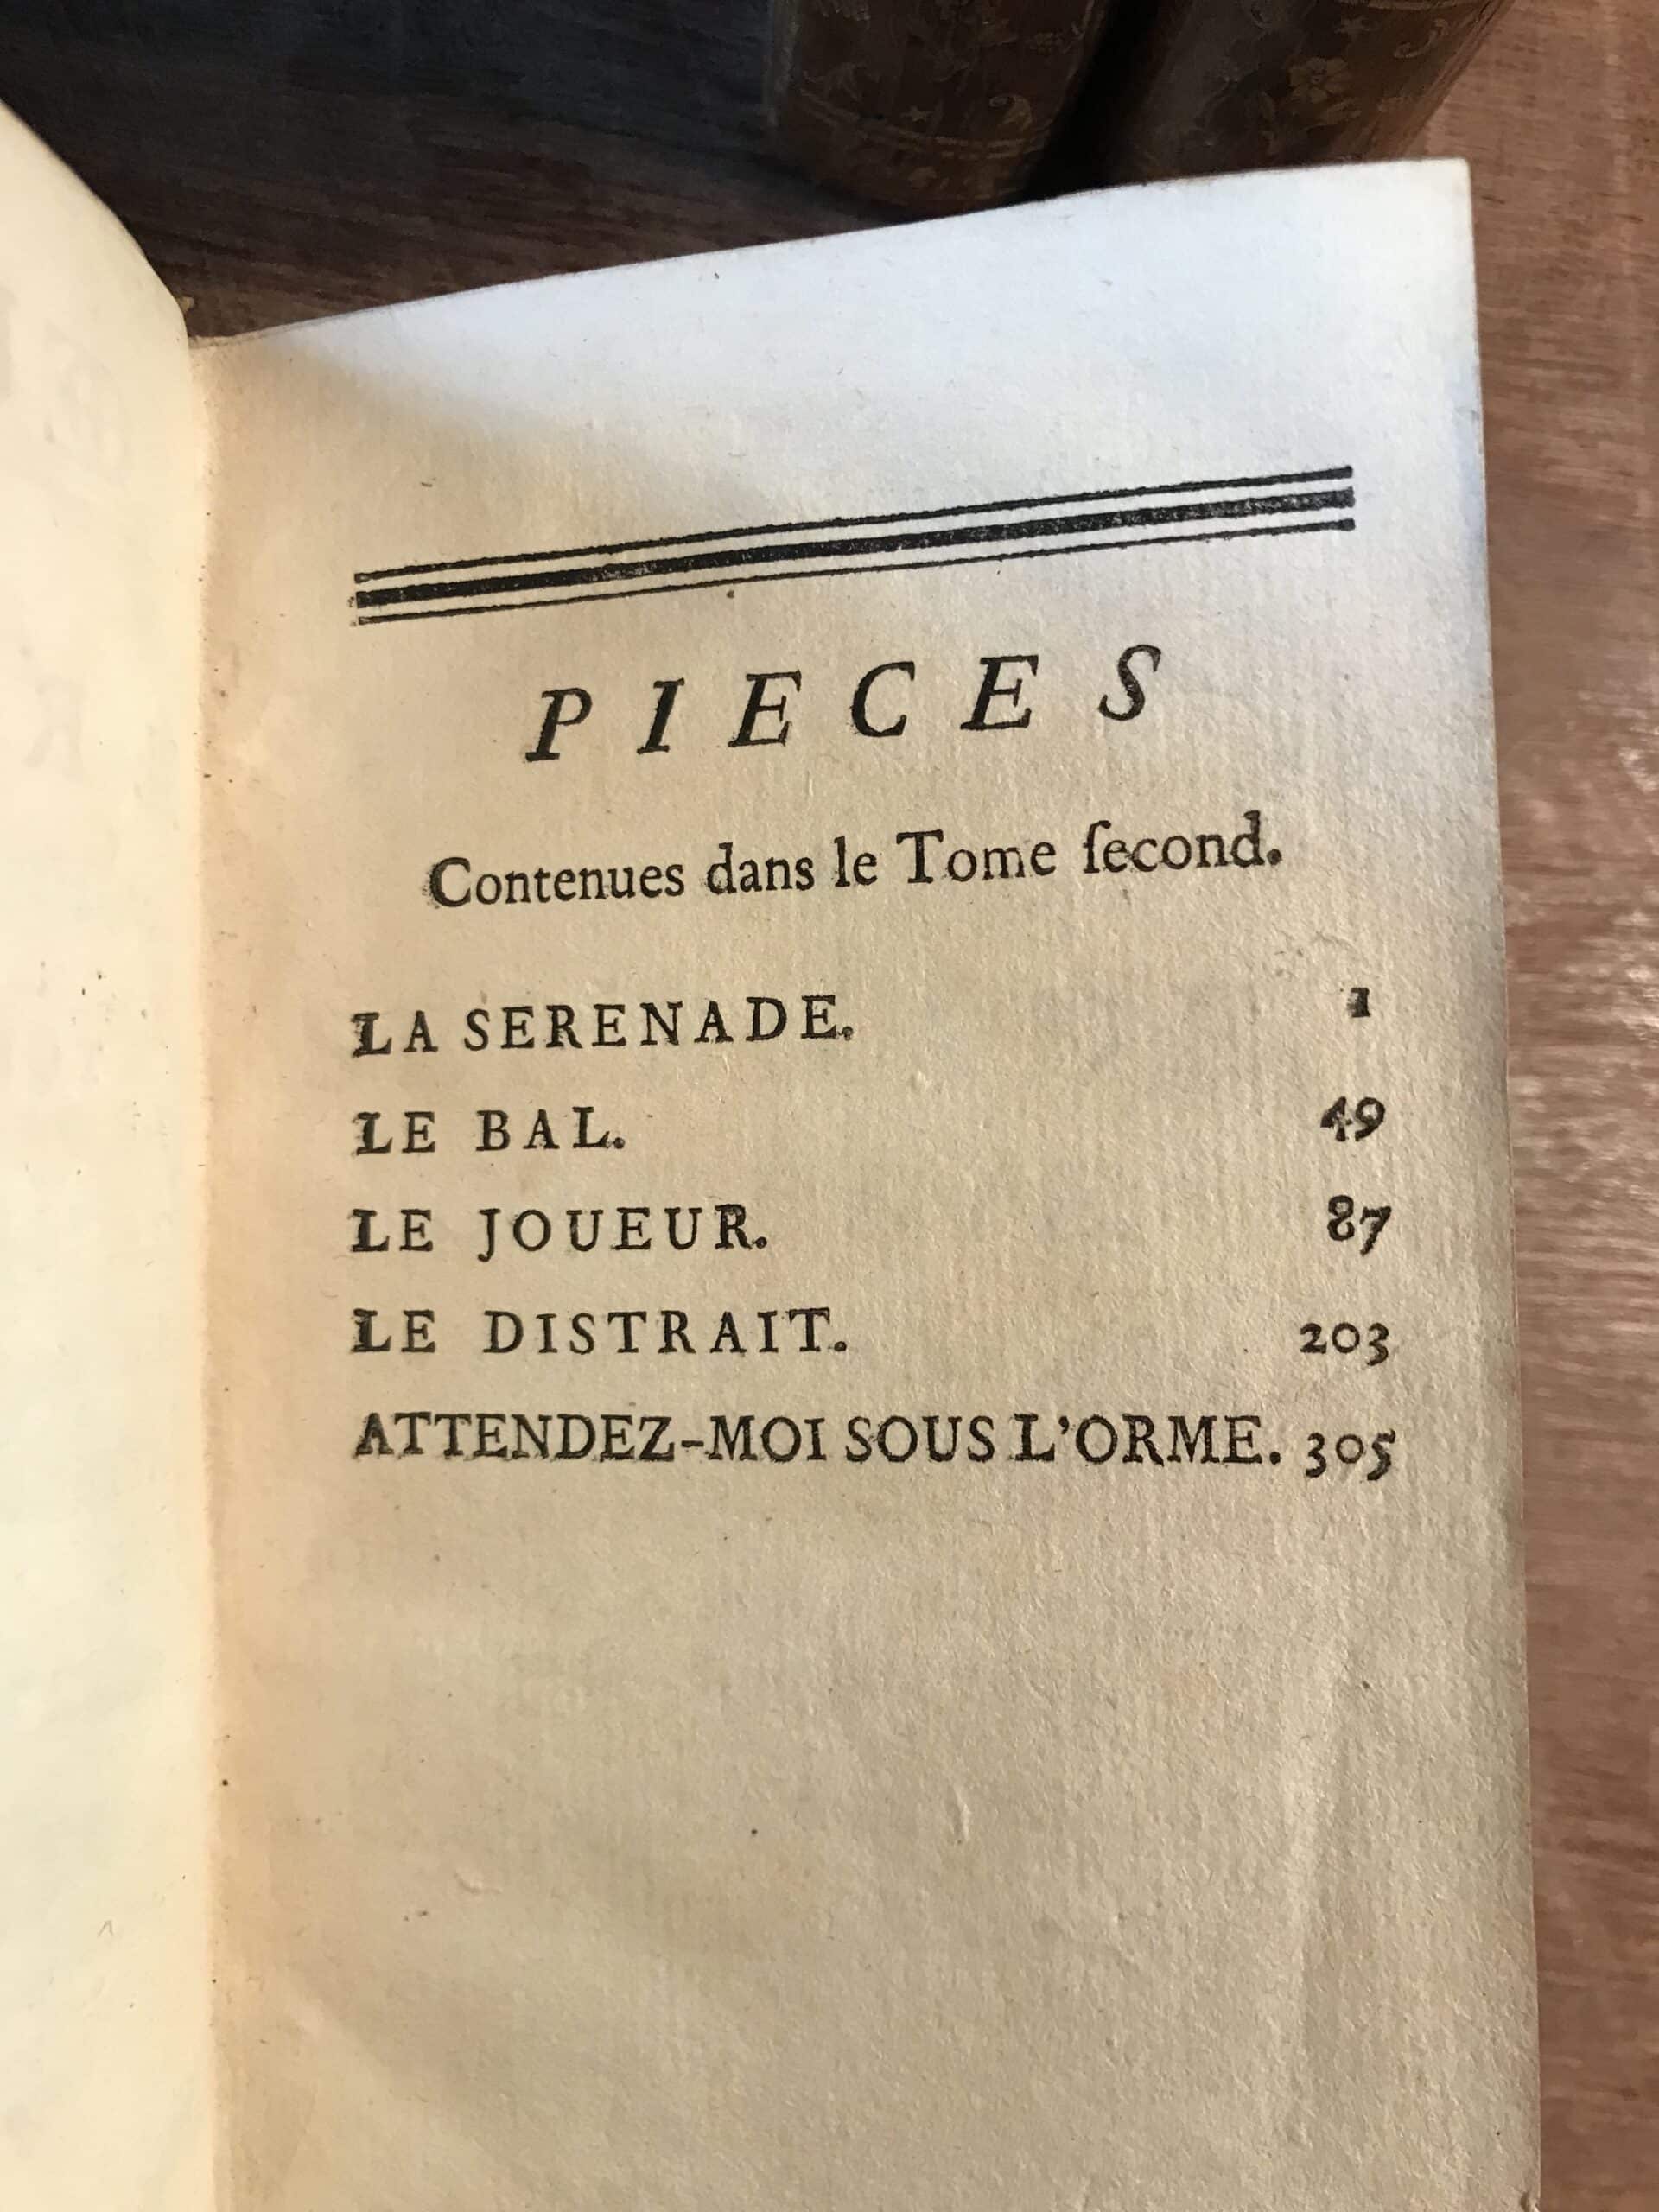 PIECES
Contenues dans le Tome ſecond.
LA SERENADE. 1
LE BAL. 49
LE JOUEUR. 87
LE DISTRAIT. 203
ATTENDEZ-MOI SOUS L'ORME. 305